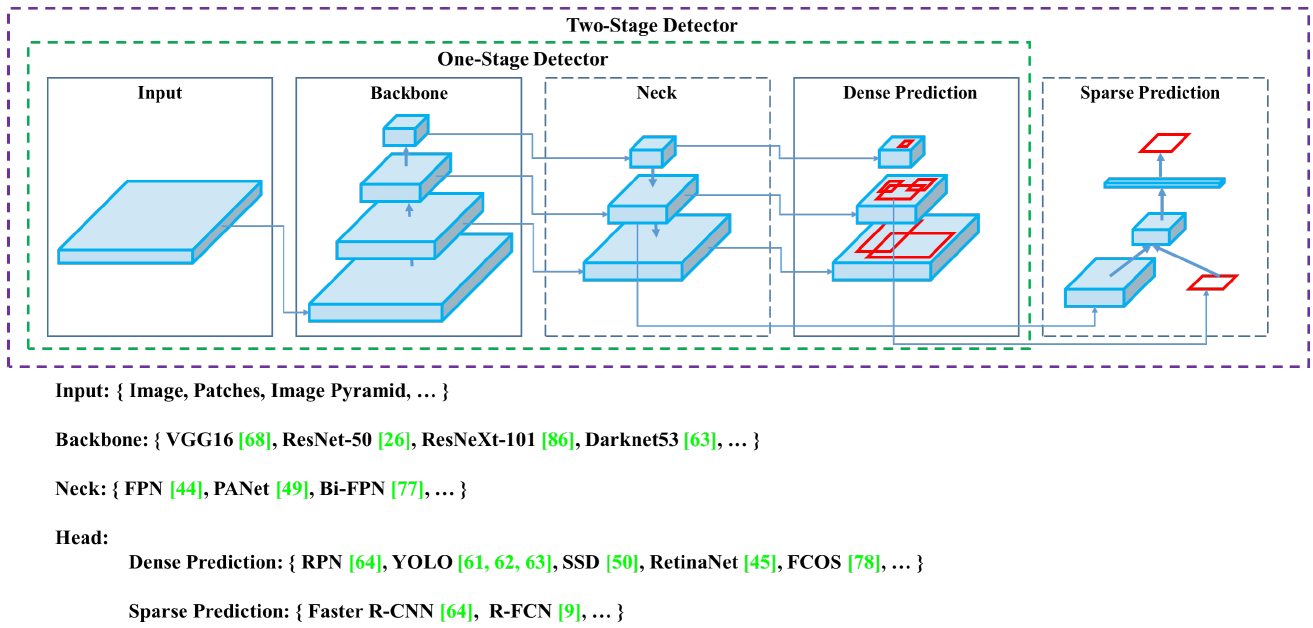 Two-Stage Detector
One-Stage Detector
Input
Backbone
Neck
Dense Prediction
Sparse Prediction
Input: { Image, Patches, Image Pyramid, … }
Backbone: { VGG16 [68], ResNet-50 [26], ResNeXt-101 [86], Darknet53 [63], … }
Neck: { FPN [44], PANet [49], Bi-FPN [77], … }
Head:
Dense Prediction: { RPN [64], YOLO [61, 62, 63], SSD [50], RetinaNet [45], FCOS [78], … }
Sparse Prediction: { Faster R-CNN [64], R-FCN [9], … }